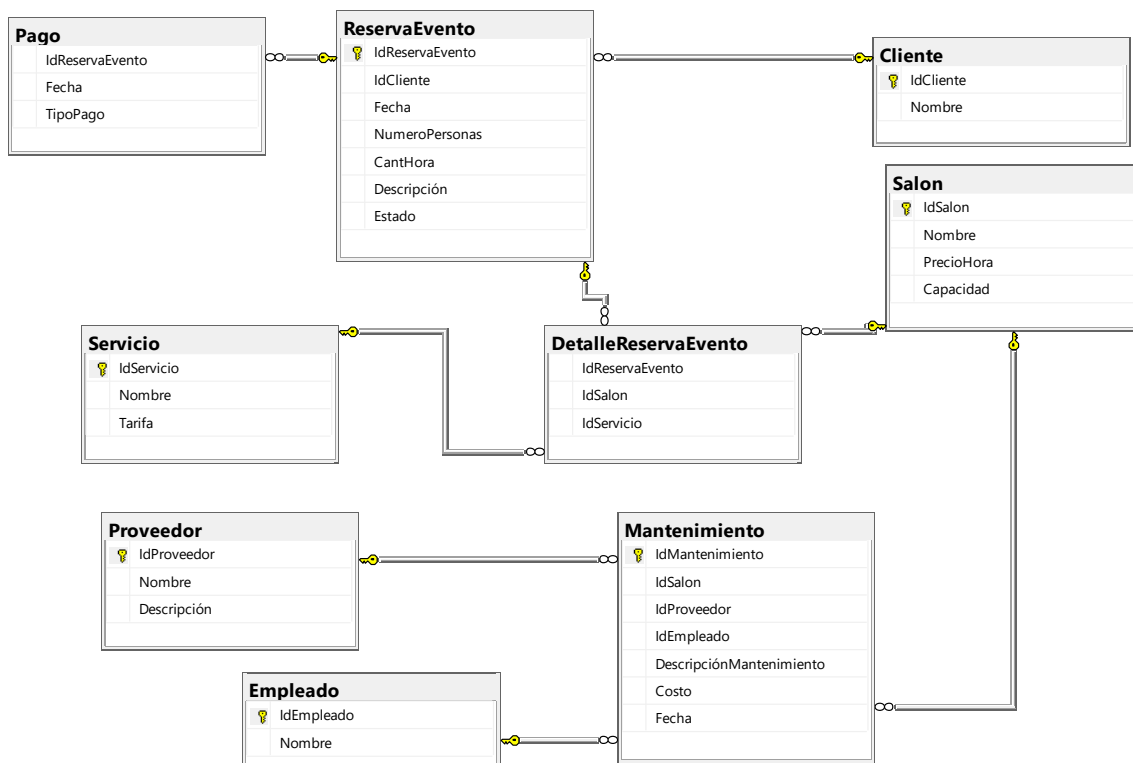 Pago
IdReservaEvento
Fecha
TipoPago
ReservaEvento
IdReservaEvento
IdCliente
Fecha
NumeroPersonas
CantHora
Descripción
Estado
Cliente
IdCliente
Nombre
Salon
IdSalon
Nombre
PrecioHora
Capacidad
Servicio
IdServicio
Nombre
Tarifa
DetalleReservaEvento
IdReservaEvento
IdSalon
IdServicio
Proveedor
IdProveedor
Nombre
Descripción
Mantenimiento
IdMantenimiento
IdSalon
IdProveedor
IdEmpleado
DescripciónMantenimiento
Costo
Fecha
Empleado
IdEmpleado
Nombre